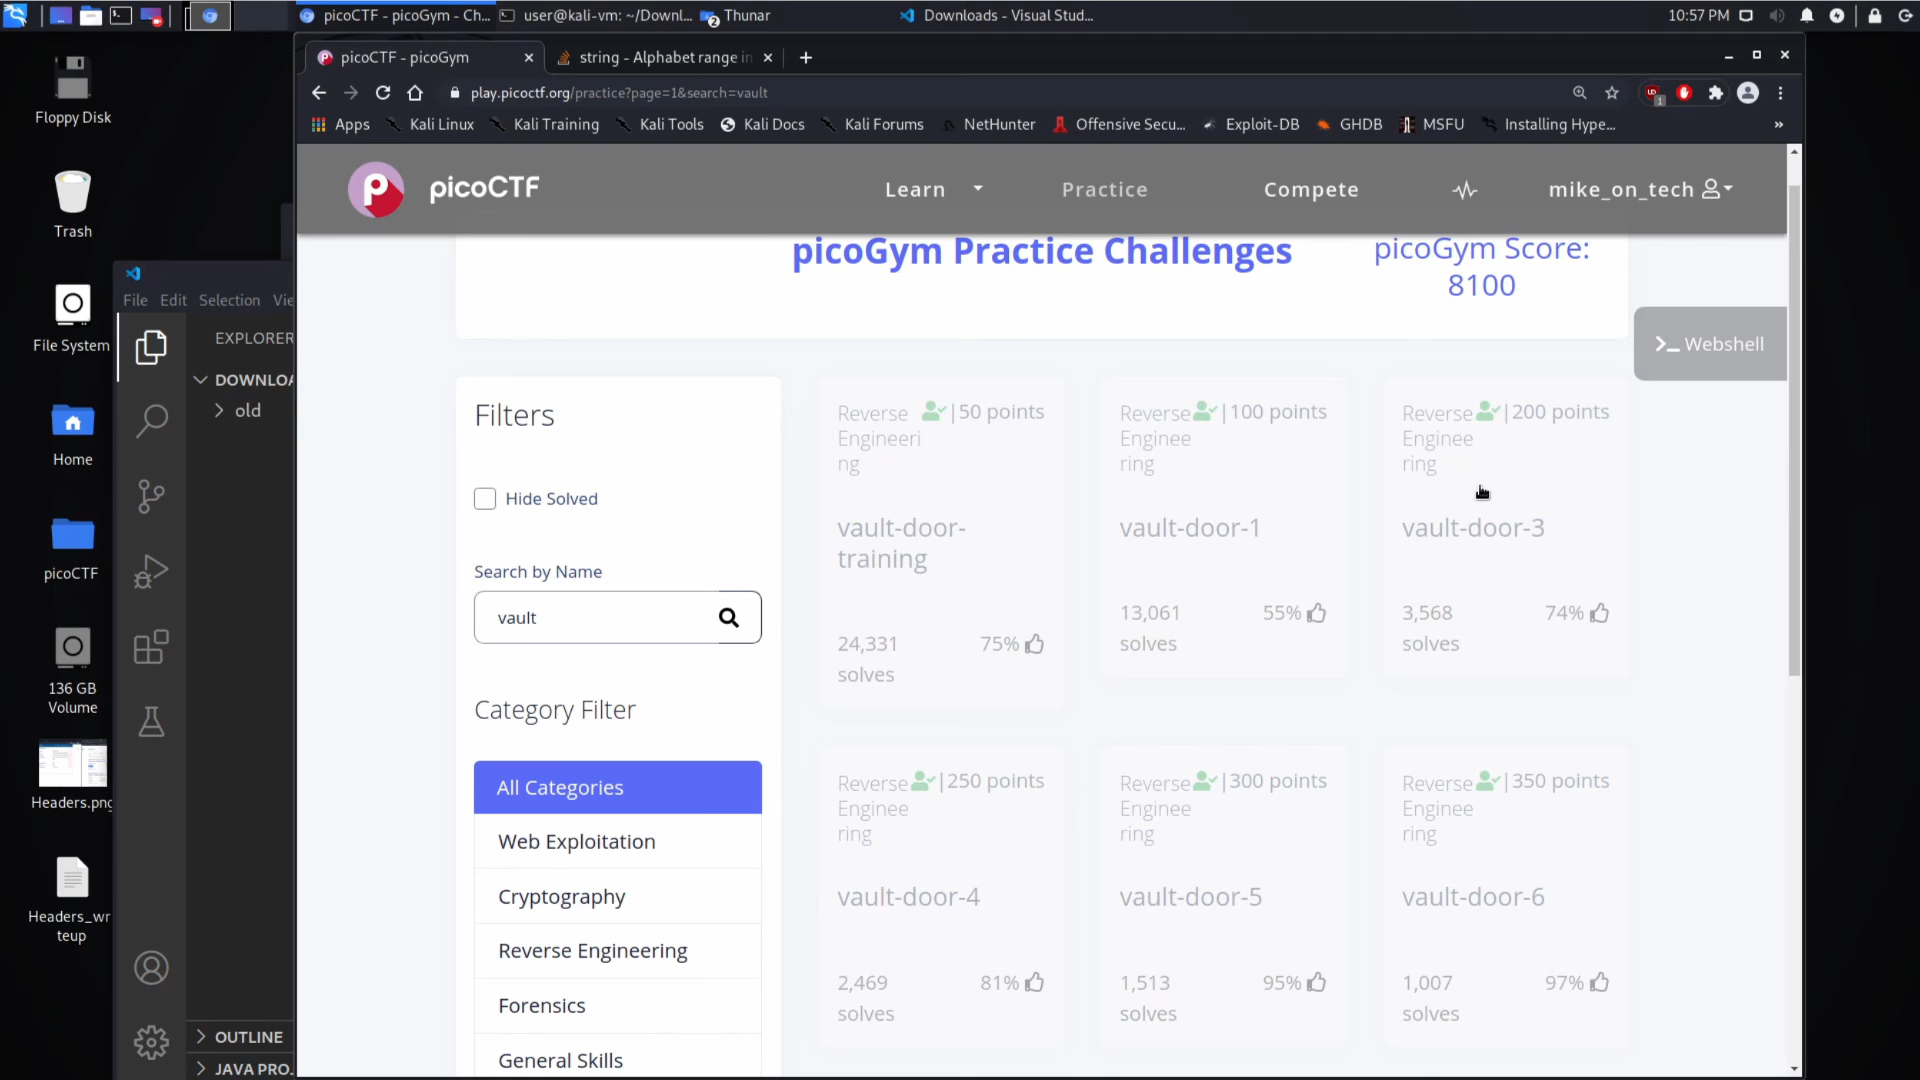 picoCTF - picoGym - Ch...
user@kali-vm: ~/Downl...
2
Thunar
Downloads - Visual Stud...
10:57 PM
Floppy Disk
Trash
File System
Home
picoCTF
136 GB
Volume
Headers.png
Headers_wr
teup
File Edit Selection Vie
EXPLORER
DOWNLOA
old
OUTLINE
JAVA PRO.
picoCTF - picoGym
string - Alphabet range in
play.picoctf.org/practice?page=1&search=vault
1
Apps
Kali Linux
Kali Training
Kali Tools
Kali Docs
Kali Forums
NetHunter
Offensive Secu...
Exploit-DB
GHDB
MSFU
Installing Hype...
»
picoCTF
Learn
Practice
Compete
mike_on_tech
picoGym Practice Challenges
picoGym Score:
8100
Webshell
Filters
Hide Solved
Search by Name
vault
Category Filter
All Categories
Web Exploitation
Cryptography
Reverse Engineering
Forensics
General Skills
Reverse
Engineeri
ng
|50 points
vault-door-
training
24,331
solves
75%
Reverse
Enginee
ring
|100 points
vault-door-1
13,061
solves
55%
Reverse
Enginee
ring
|200 points
vault-door-3
3,568
solves
74%
Reverse
Enginee
ring
|250 points
vault-door-4
2,469
solves
81%
Reverse
Enginee
ring
|300 points
vault-door-5
1,513
solves
95%
Reverse
Enginee
ring
|350 points
vault-door-6
1,007
solves
97%